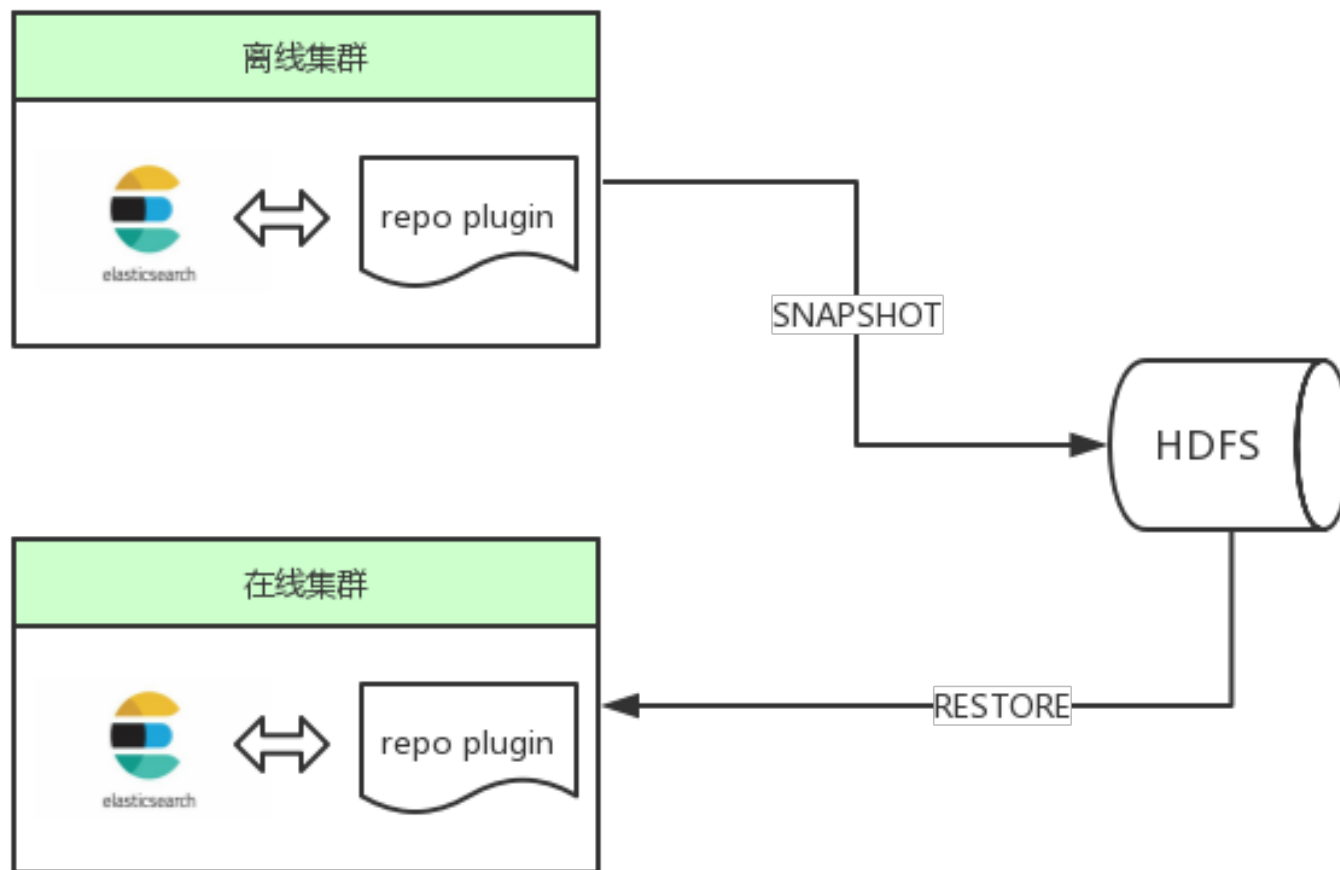 离线集群
elasticsearch
repo plugin
SNAPSHOT
HDFS
在线集群
elasticsearch
repo plugin
RESTORE